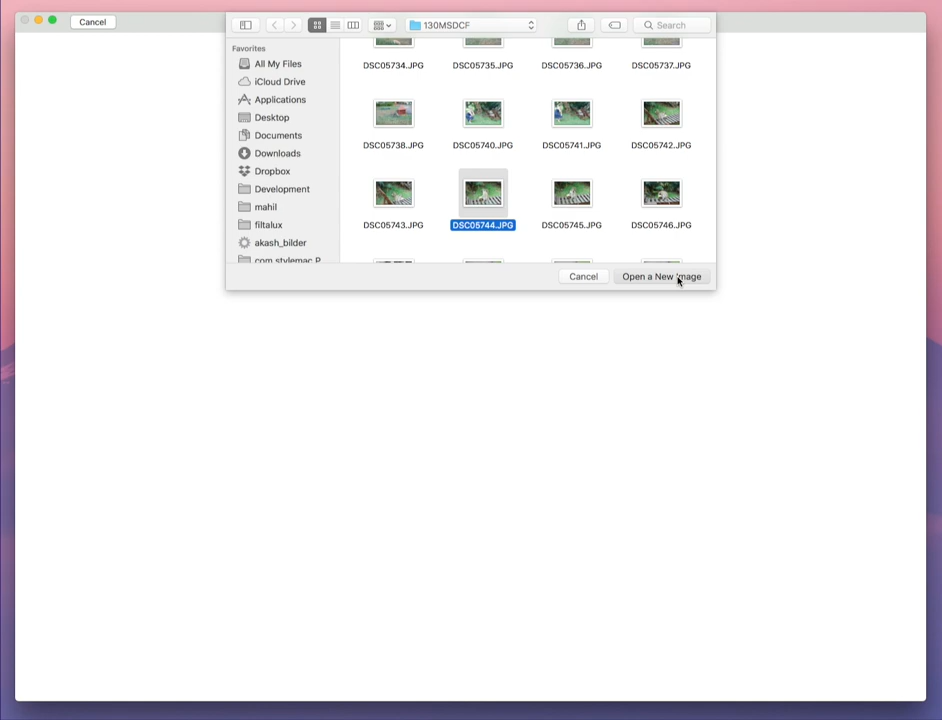 Cancel
130MSDCF
Search
Favorites
All My Files
iCloud Drive
Applications
Desktop
Documents
Downloads
Dropbox
Development
mahil
filtalux
akash_bilder
com.stylemac.P
DSC05734.JPG DSC05735.JPG DSC05736.JPG DSC05737.JPG
DSC05738.JPG DSC05740.JPG DSC05741.JPG DSC05742.JPG
DSC05743.JPG DSC05744.JPG DSC05745.JPG DSC05746.JPG
Cancel
Open a New Image